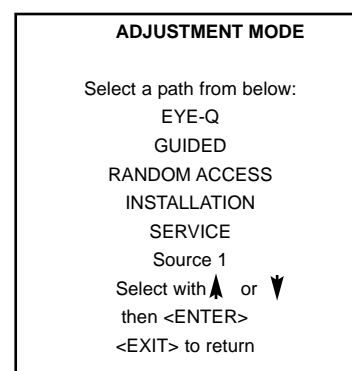 ADJUSTMENT MODE
Select a path from below:
EYE-Q
GUIDED
RANDOM ACCESS
INSTALLATION
SERVICE
Source 1
Select with or
then <ENTER>
<EXIT> to return